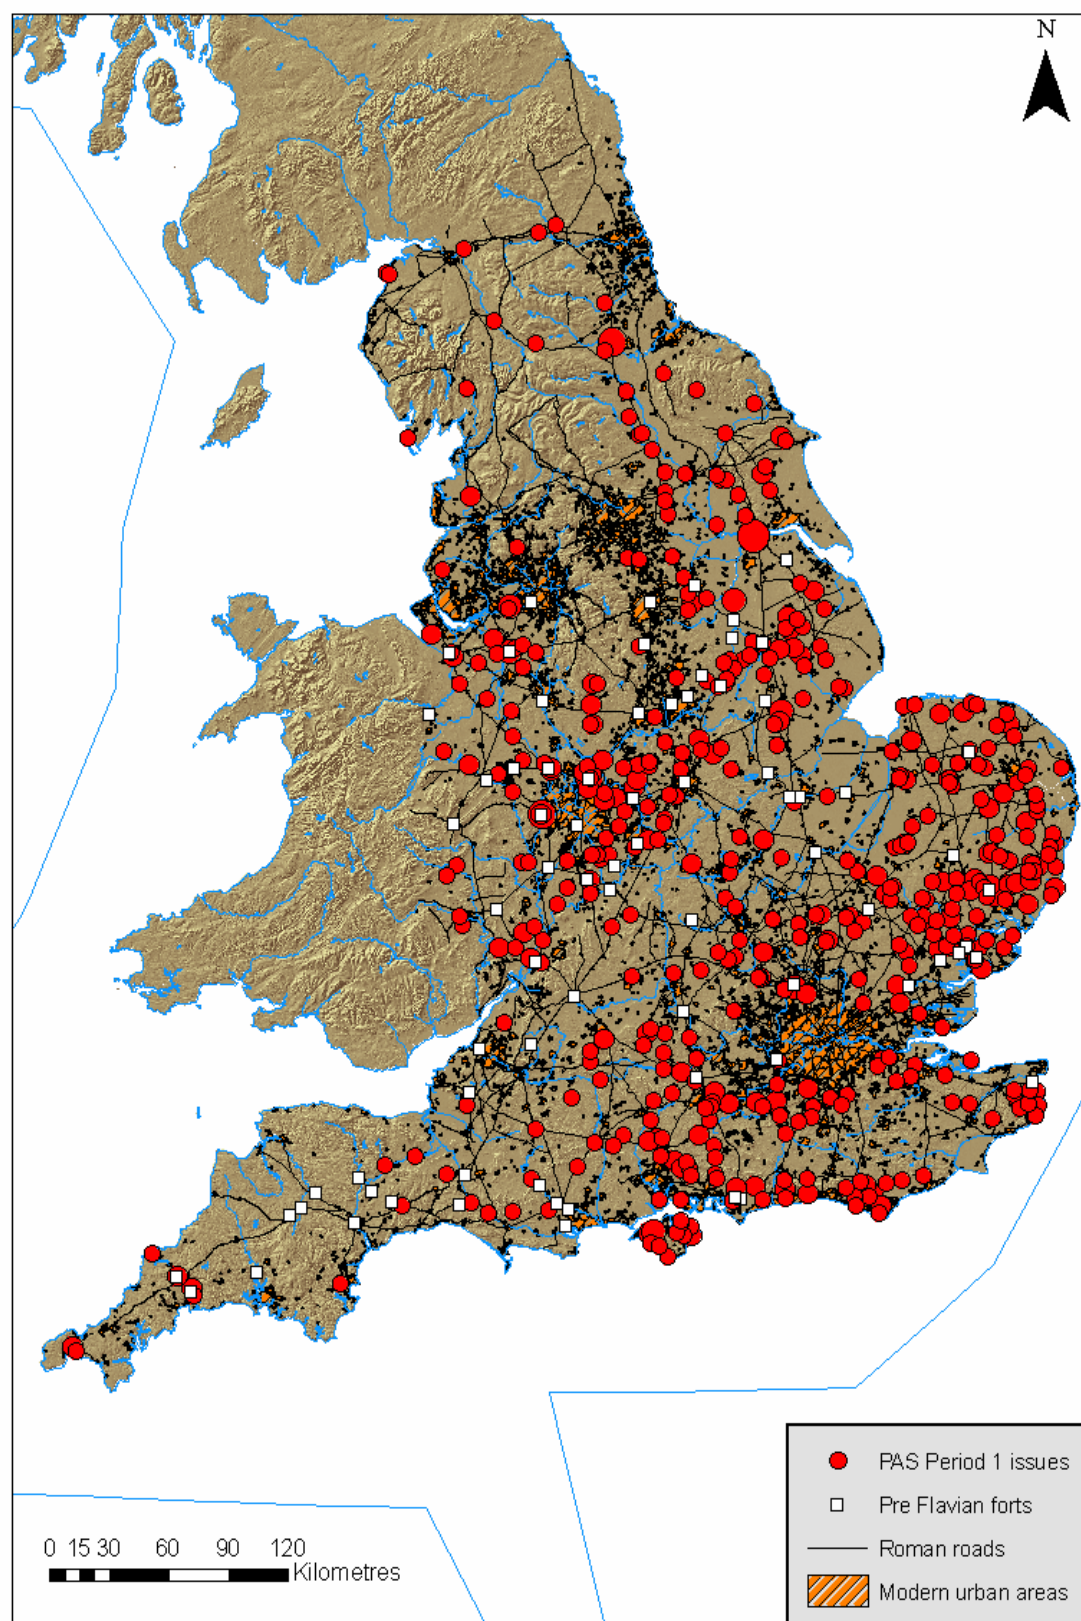 N
PAS Period 1 issues
Pre Flavian forts
Roman roads
Modern urban areas
0 15 30 60 90 120
Kilometres